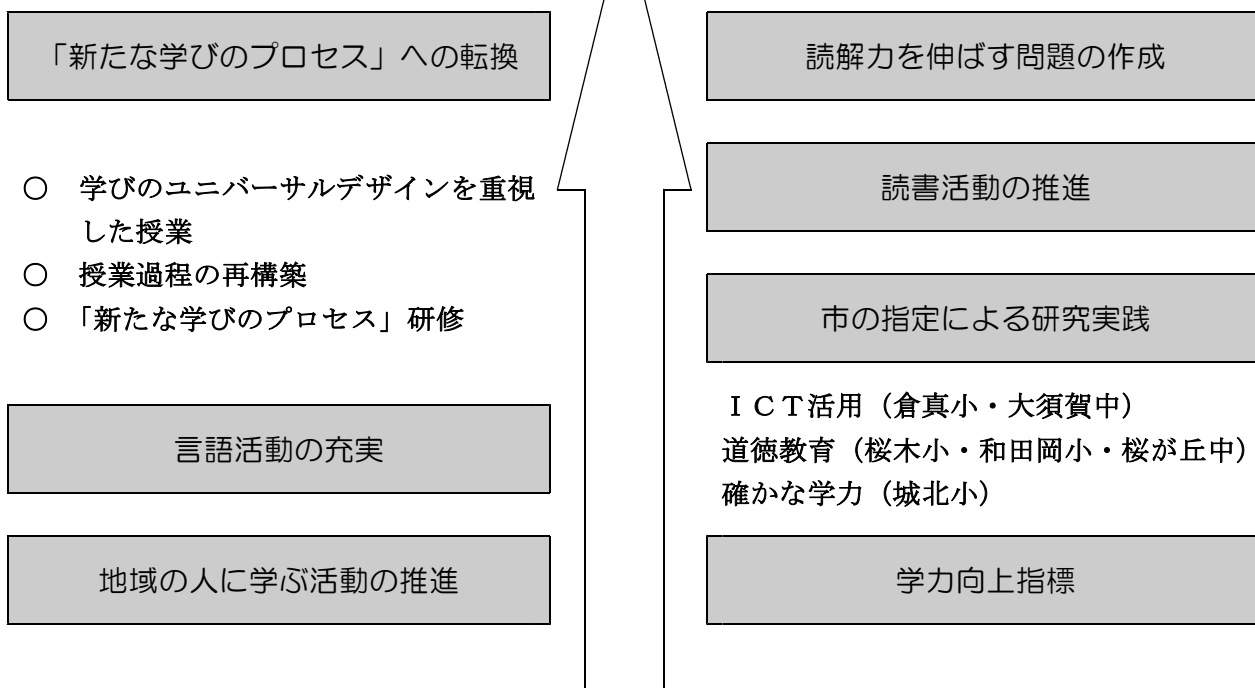 「新たな学びのプロセス」への転換
○　学びのユニバーサルデザインを重視
した授業
○　授業過程の再構築
○　「新たな学びのプロセス」研修
言語活動の充実
地域の人に学ぶ活動の推進
読解力を伸ばす問題の作成
読書活動の推進
市の指定による研究実践
ＩＣＴ活用（倉真小・大須賀中）
道徳教育（桜木小・和田岡小・桜が丘中）
確かな学力（城北小）
学力向上指標